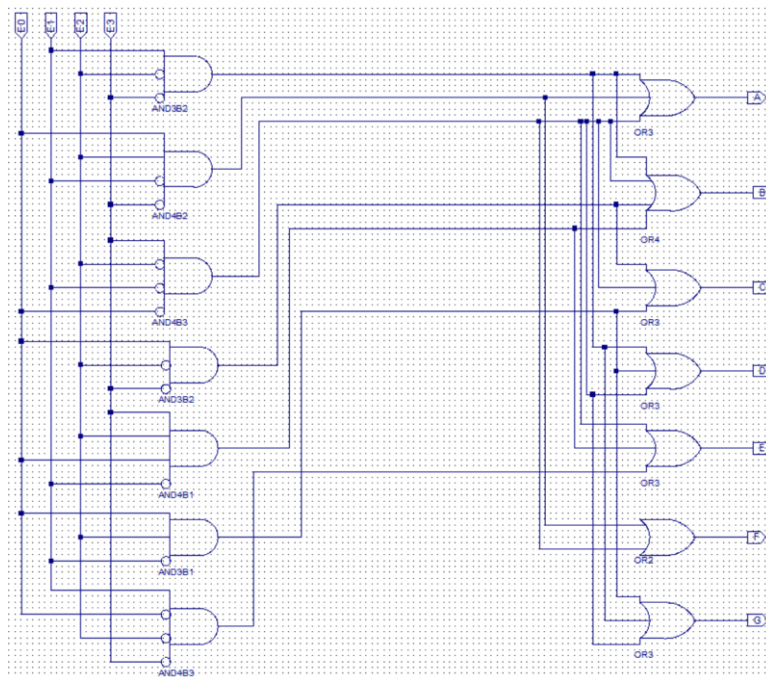 E0 E1 E2 E3
AND3B2
A
OR3
AND4B2
B
OR4
C
AND4B3
OR3
D
AND3B2
OR3
E
OR3
AND4B1
F
OR2
AND3B1
G
OR3
AND4B3